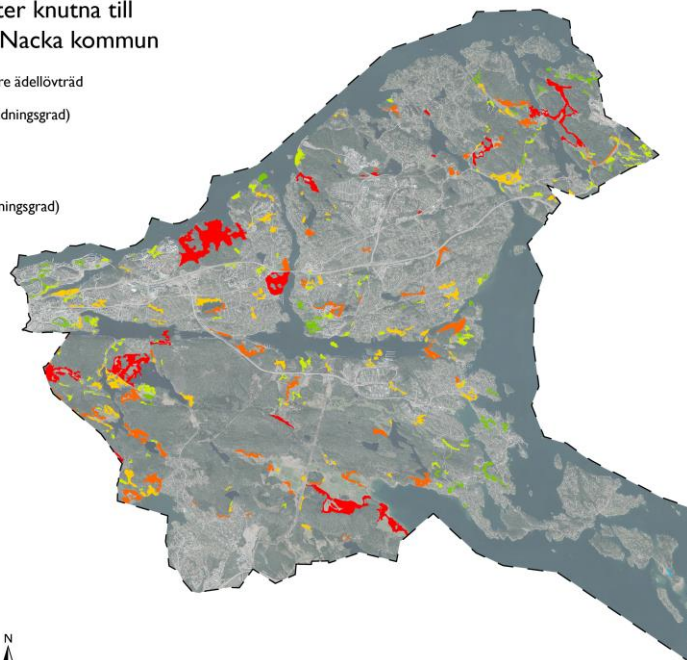 ter knutna till
Nacka kommun
re ädellövträd
dningsgrad)
ningsgrad)
N